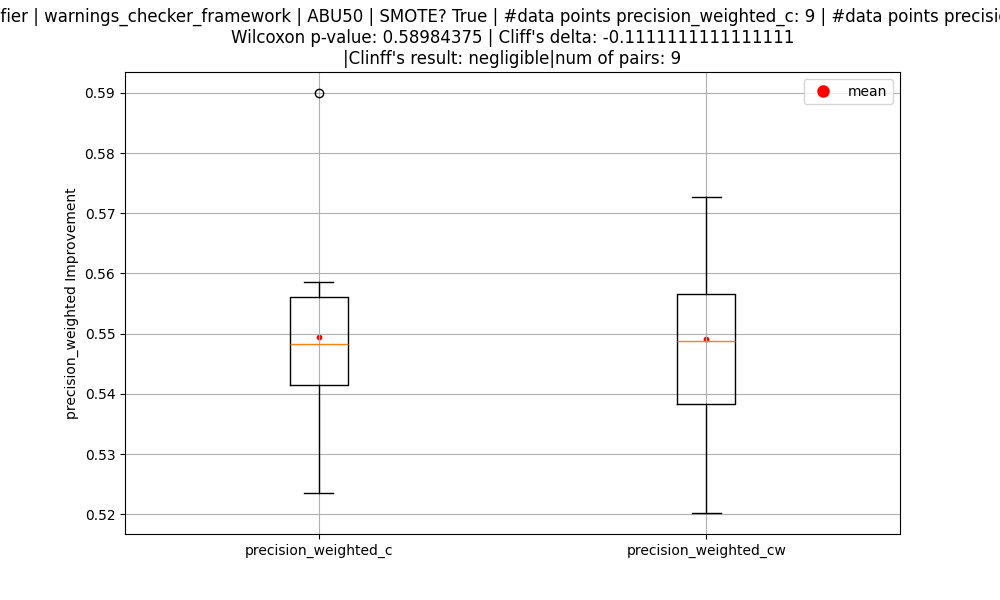 | warnings_checker_framework | ABU50 | SMOTE? True | #data points precision_weighted_c: 9 | #data points
Wilcoxon p-value: 0.58984375 | Cliff's delta: -0.1111111111111111
|Clinff's result: negligible|num of pairs: 9
mean
precision_weighted Improvement
0.59
0.58
0.57
0.56
0.55
0.54
0.53
0.52
precision_weighted_c precision_weighted_cw